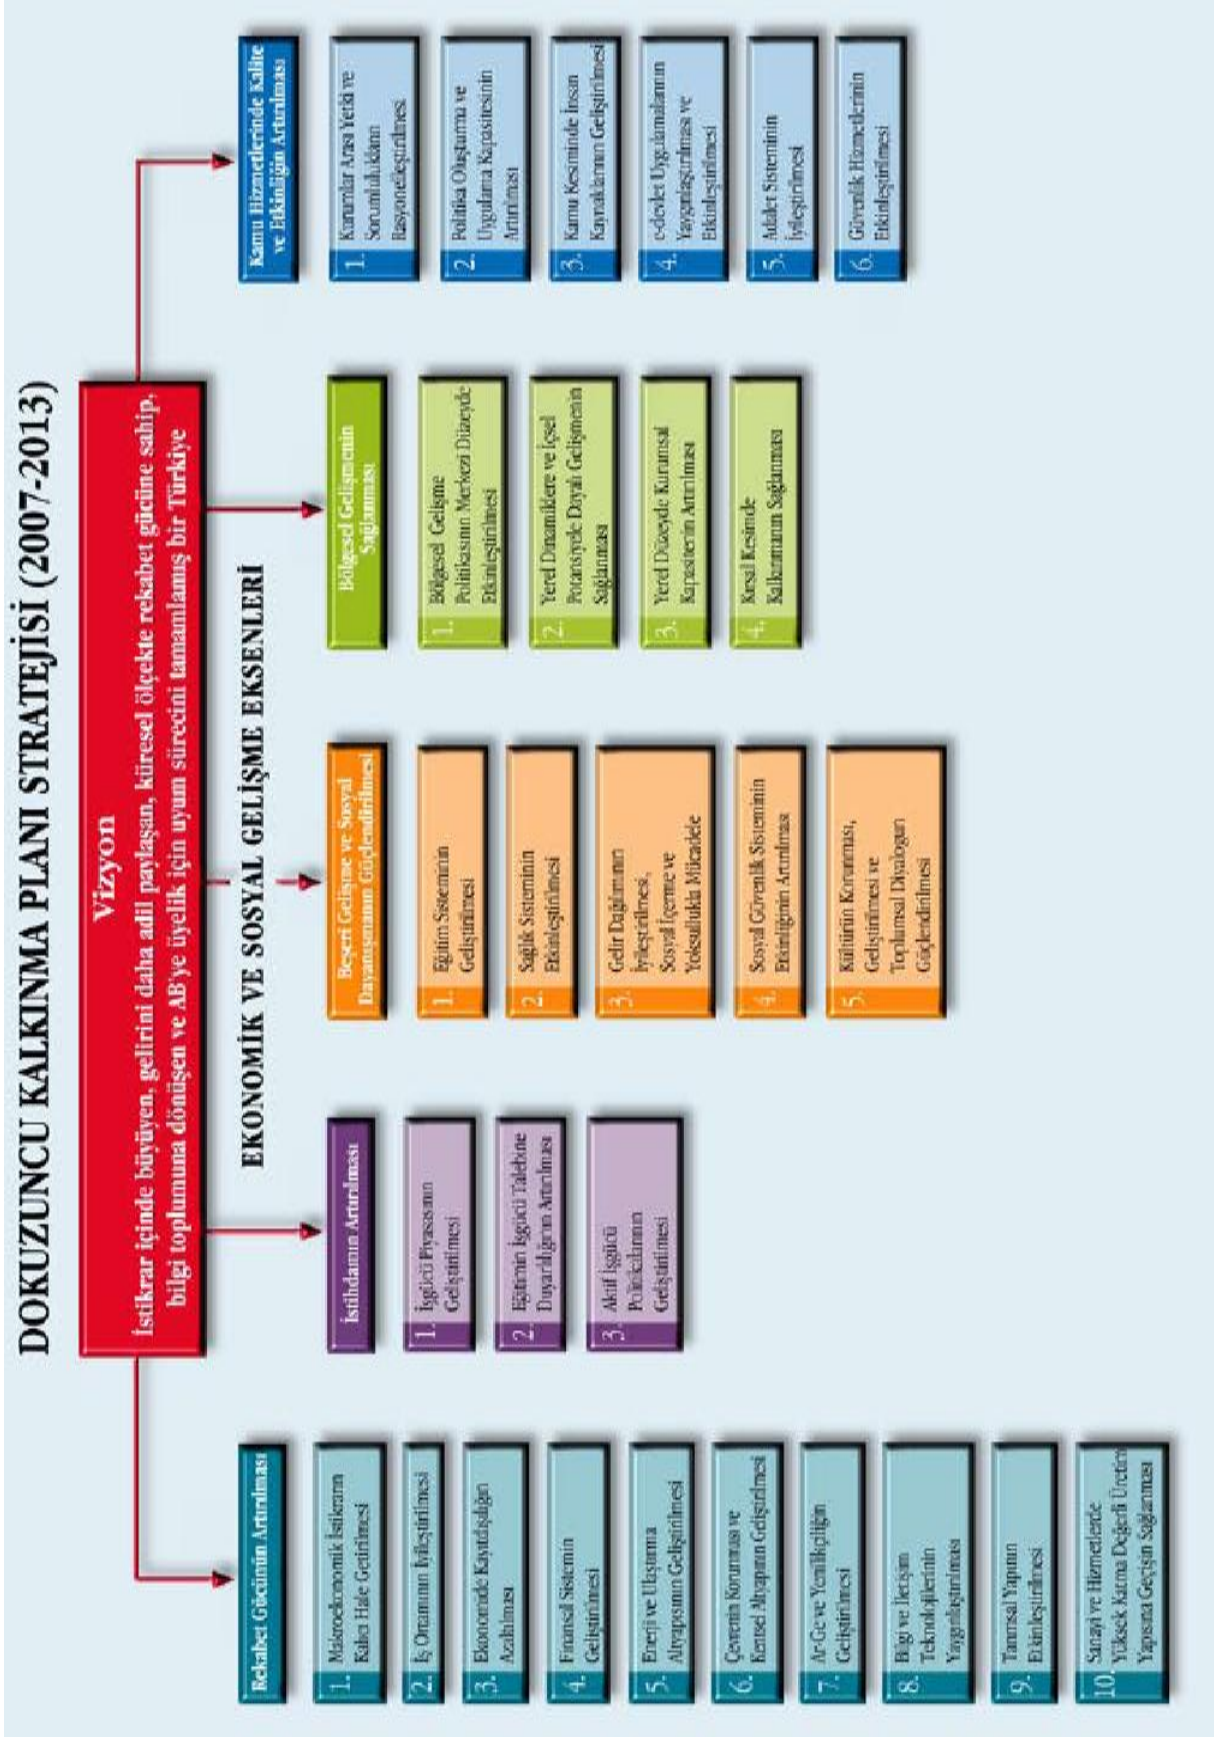 DOKUZUNCU KALKINMA PLANI STRATEJİSİ (2007-2013)
Vizyon
İstikrar içinde büyüyen, gelirini daha adil paylaşan, küresel ölçekte rekabet gücüne sahip,
bilgi toplumuna dönüşen ve AB'ye üyelik için uyum sürecini tamamlamış bir Türkiye
EKONOMİK VE SOSYAL GELİŞME EKSENLERİ
Rekabet Gücünün Artırılması
1. Makroekonomik İstikrarın
Kalıcı Hale Getirilmesi
2. İş Ortamının İyileştirilmesi
3. Ekonomide Kayıtdışılığın
Azaltılması
4. Finansal Sistemin
Geliştirilmesi
5. Enerji ve Ulaştırma
Altyapısının Geliştirilmesi
6. Çevrenin Korunması ve
Kentsel Altyapının Geliştirilmesi
7. Ar-Ge ve Yenilikçiliğin
Geliştirilmesi
8. Bilgi ve İletişim
Teknolojilerinin
Yaygınlaştırılması
9. Tarımsal Yapının
Etkinleştirilmesi
10. Sanayi ve Hizmetlerde
Yüksek Katma Değerli Üretim
Yapısına Geçişin Sağlanması
İstihdamın Artırılması
1. İşgücü Piyasasının
Geliştirilmesi
2. Eğitimin İşgücü Talebine
Duyarlılığının Artırılması
3. Aktif İşgücü
Politikalarının
Geliştirilmesi
Beşeri Gelişme ve Sosyal
Dayanışmanın Güçlendirilmesi
1. Eğitim Sisteminin
Geliştirilmesi
2. Sağlık Sisteminin
Etkinleştirilmesi
3. Gelir Dağılımının
İyileştirilmesi,
Sosyal İçerme ve
Yoksullukla Mücadele
4. Sosyal Güvenlik Sisteminin
Etkinliğinin Artırılması
5. Kültürün Korunması,
Geliştirilmesi ve
Toplumsal Diyalogun
Güçlendirilmesi
Bölgesel Gelişmenin
Sağlanması
1. Bölgesel Gelişme
Politikasının Merkezi Düzeyde
Etkinleştirilmesi
2. Yerel Dinamiklere ve İçsel
Potansiyele Dayalı Gelişmenin
Sağlanması
3. Yerel Düzeyde Kurumsal
Kapasitenin Artırılması
4. Kırsal Kesimde
Kalkınmanın Sağlanması
Kamu Hizmetlerinde Kalite
ve Etkinliğin Artırılması
1. Kurumlar Arası Yetki ve
Sorumlulukların
Rasyonelleştirilmesi
2. Politika Oluşturma ve
Uygulama Kapasitesinin
Artırılması
3. Kamu Kesiminde İnsan
Kaynaklarının Geliştirilmesi
4. e-devlet Uygulamalarının
Yaygınlaştırılması ve
Etkinleştirilmesi
5. Adalet Sisteminin
İyileştirilmesi
6. Güvenlik Hizmetlerinin
Etkinleştirilmesi